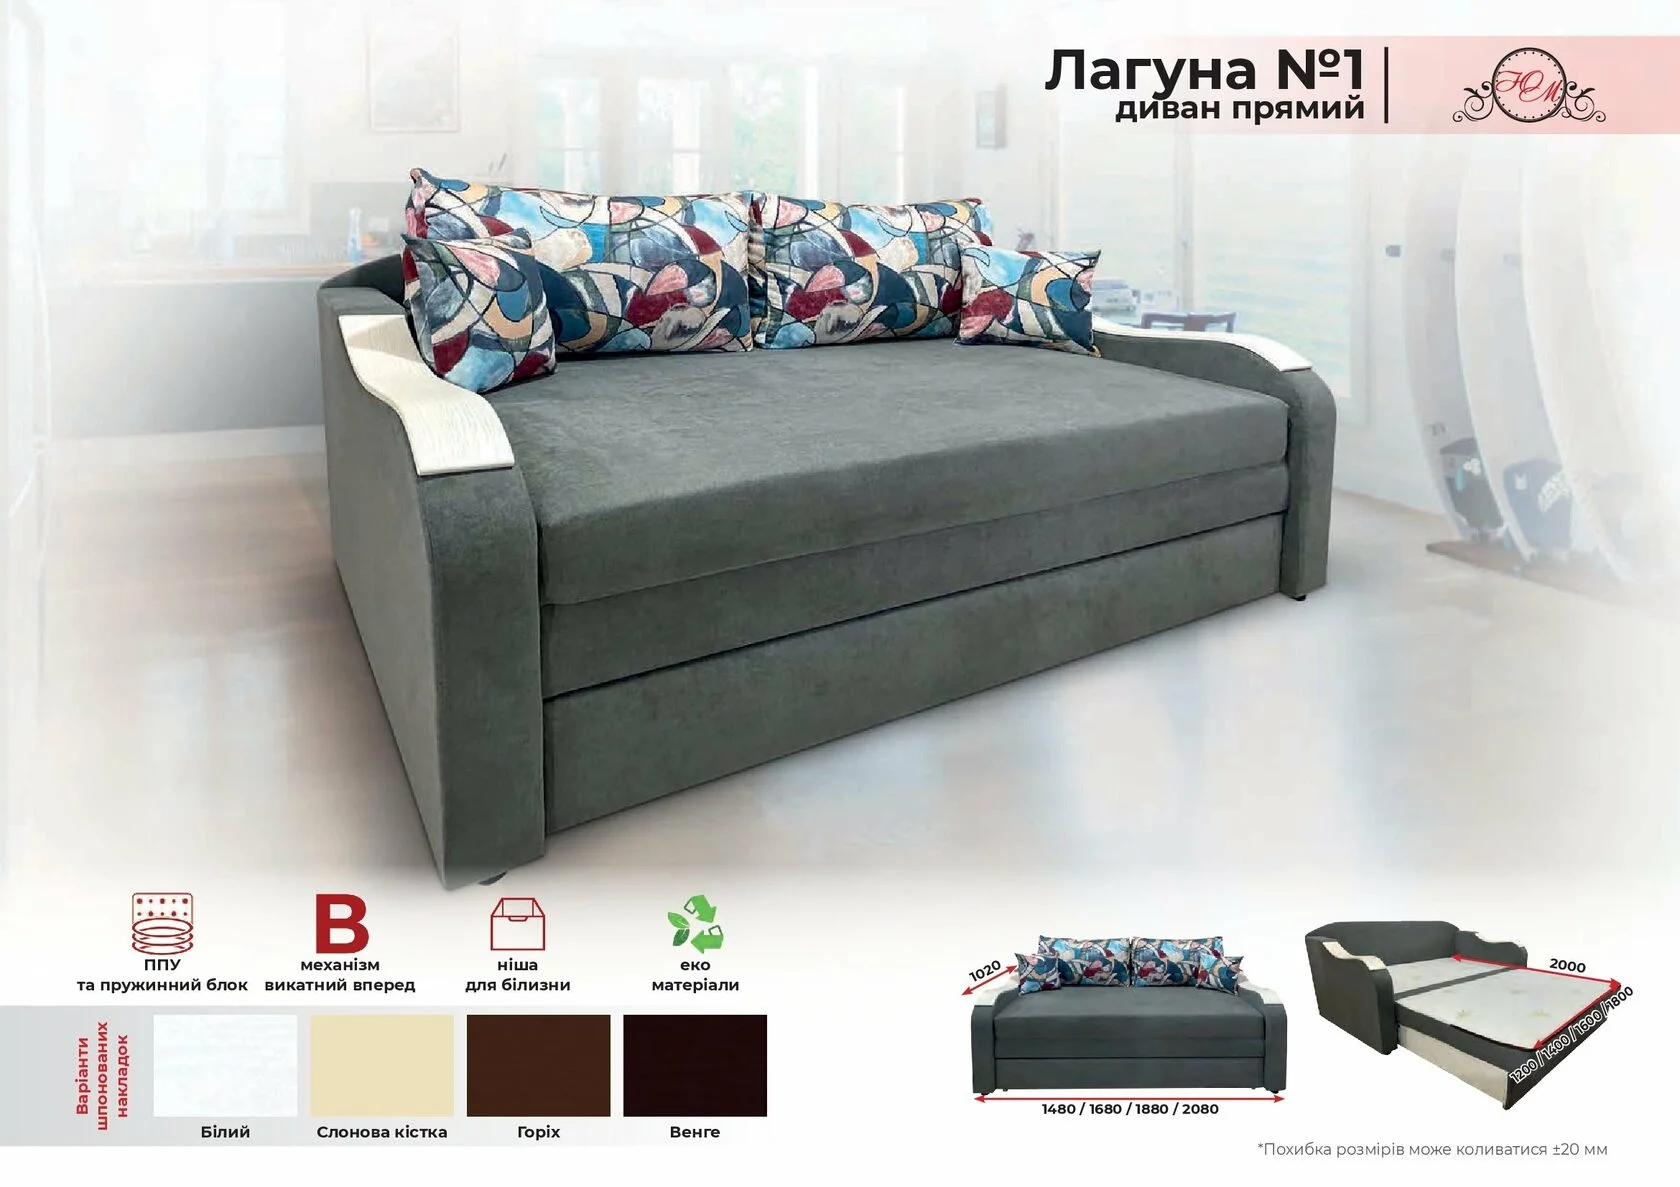 Лагуна №1
диван прямий
ЮМ
ППУ
та пружинний блок
В
механізм
викатний вперед
ніша
для білизни
еко
матеріали
Варіанти
шпонованих
накладок
Білий
Слонова кістка
Горіх
Венге
1020
1480 / 1680 / 1880 / 2080
2000
1200 / 1400 / 1600 / 1800
*Похибка розмірів може коливатися ±20 мм